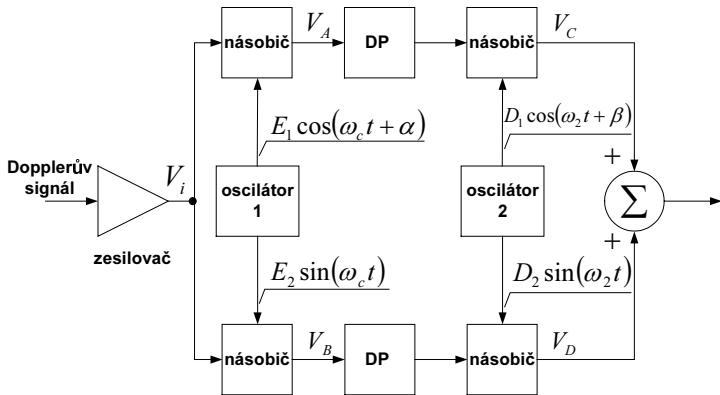 násobič
V_A
DP
násobič
V_C
E_1 cos(ω_c t + α)
D_1 cos(ω_2 t + β)
+
Dopplerův
signál
V_i
oscilátor
1
oscilátor
2
Σ
zesilovač
+
E_2 sin(ω_c t)
D_2 sin(ω_2 t)
násobič
V_B
DP
násobič
V_D